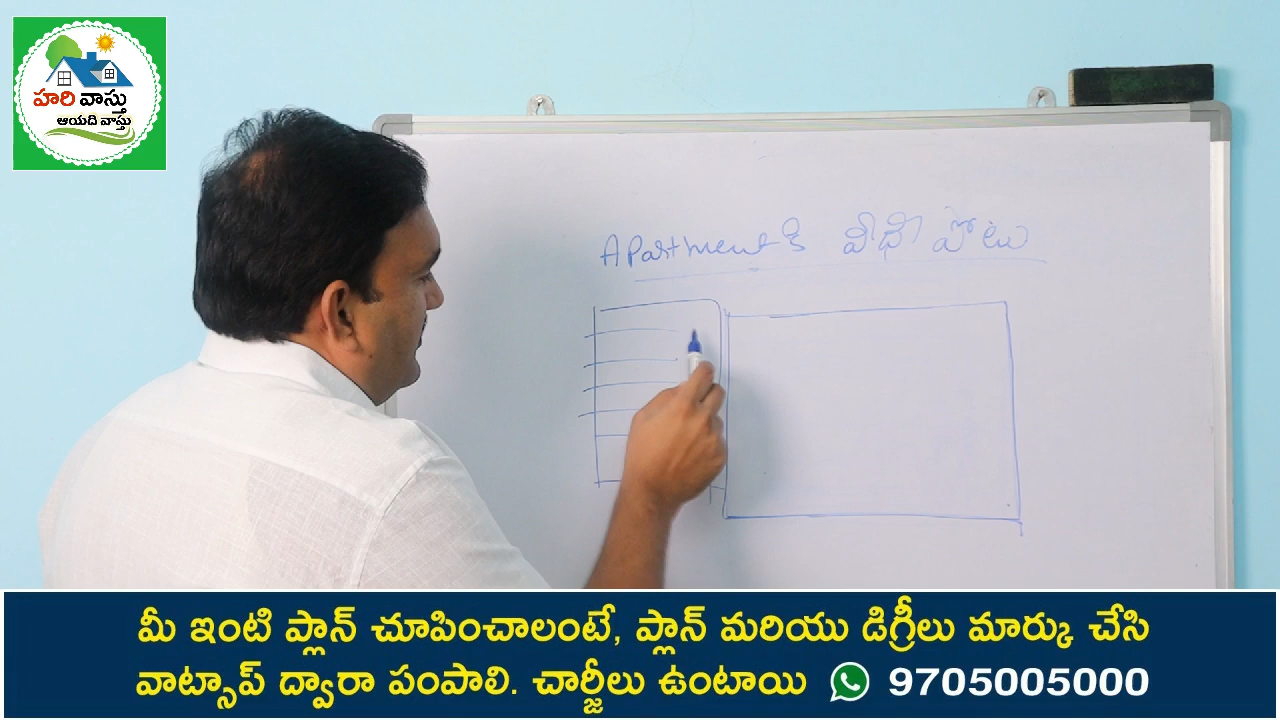 హరి వాస్తు
ఆయది వాస్తు
Apartment కి వీధి పోటు
మీ ఇంటి ప్లాన్ చూపించాలంటే, ప్లాన్ మరియు డిగ్రీలు మార్కు చేసి
వాట్సాప్ ద్వారా పంపాలి. చార్జీలు ఉంటాయి 9705005000